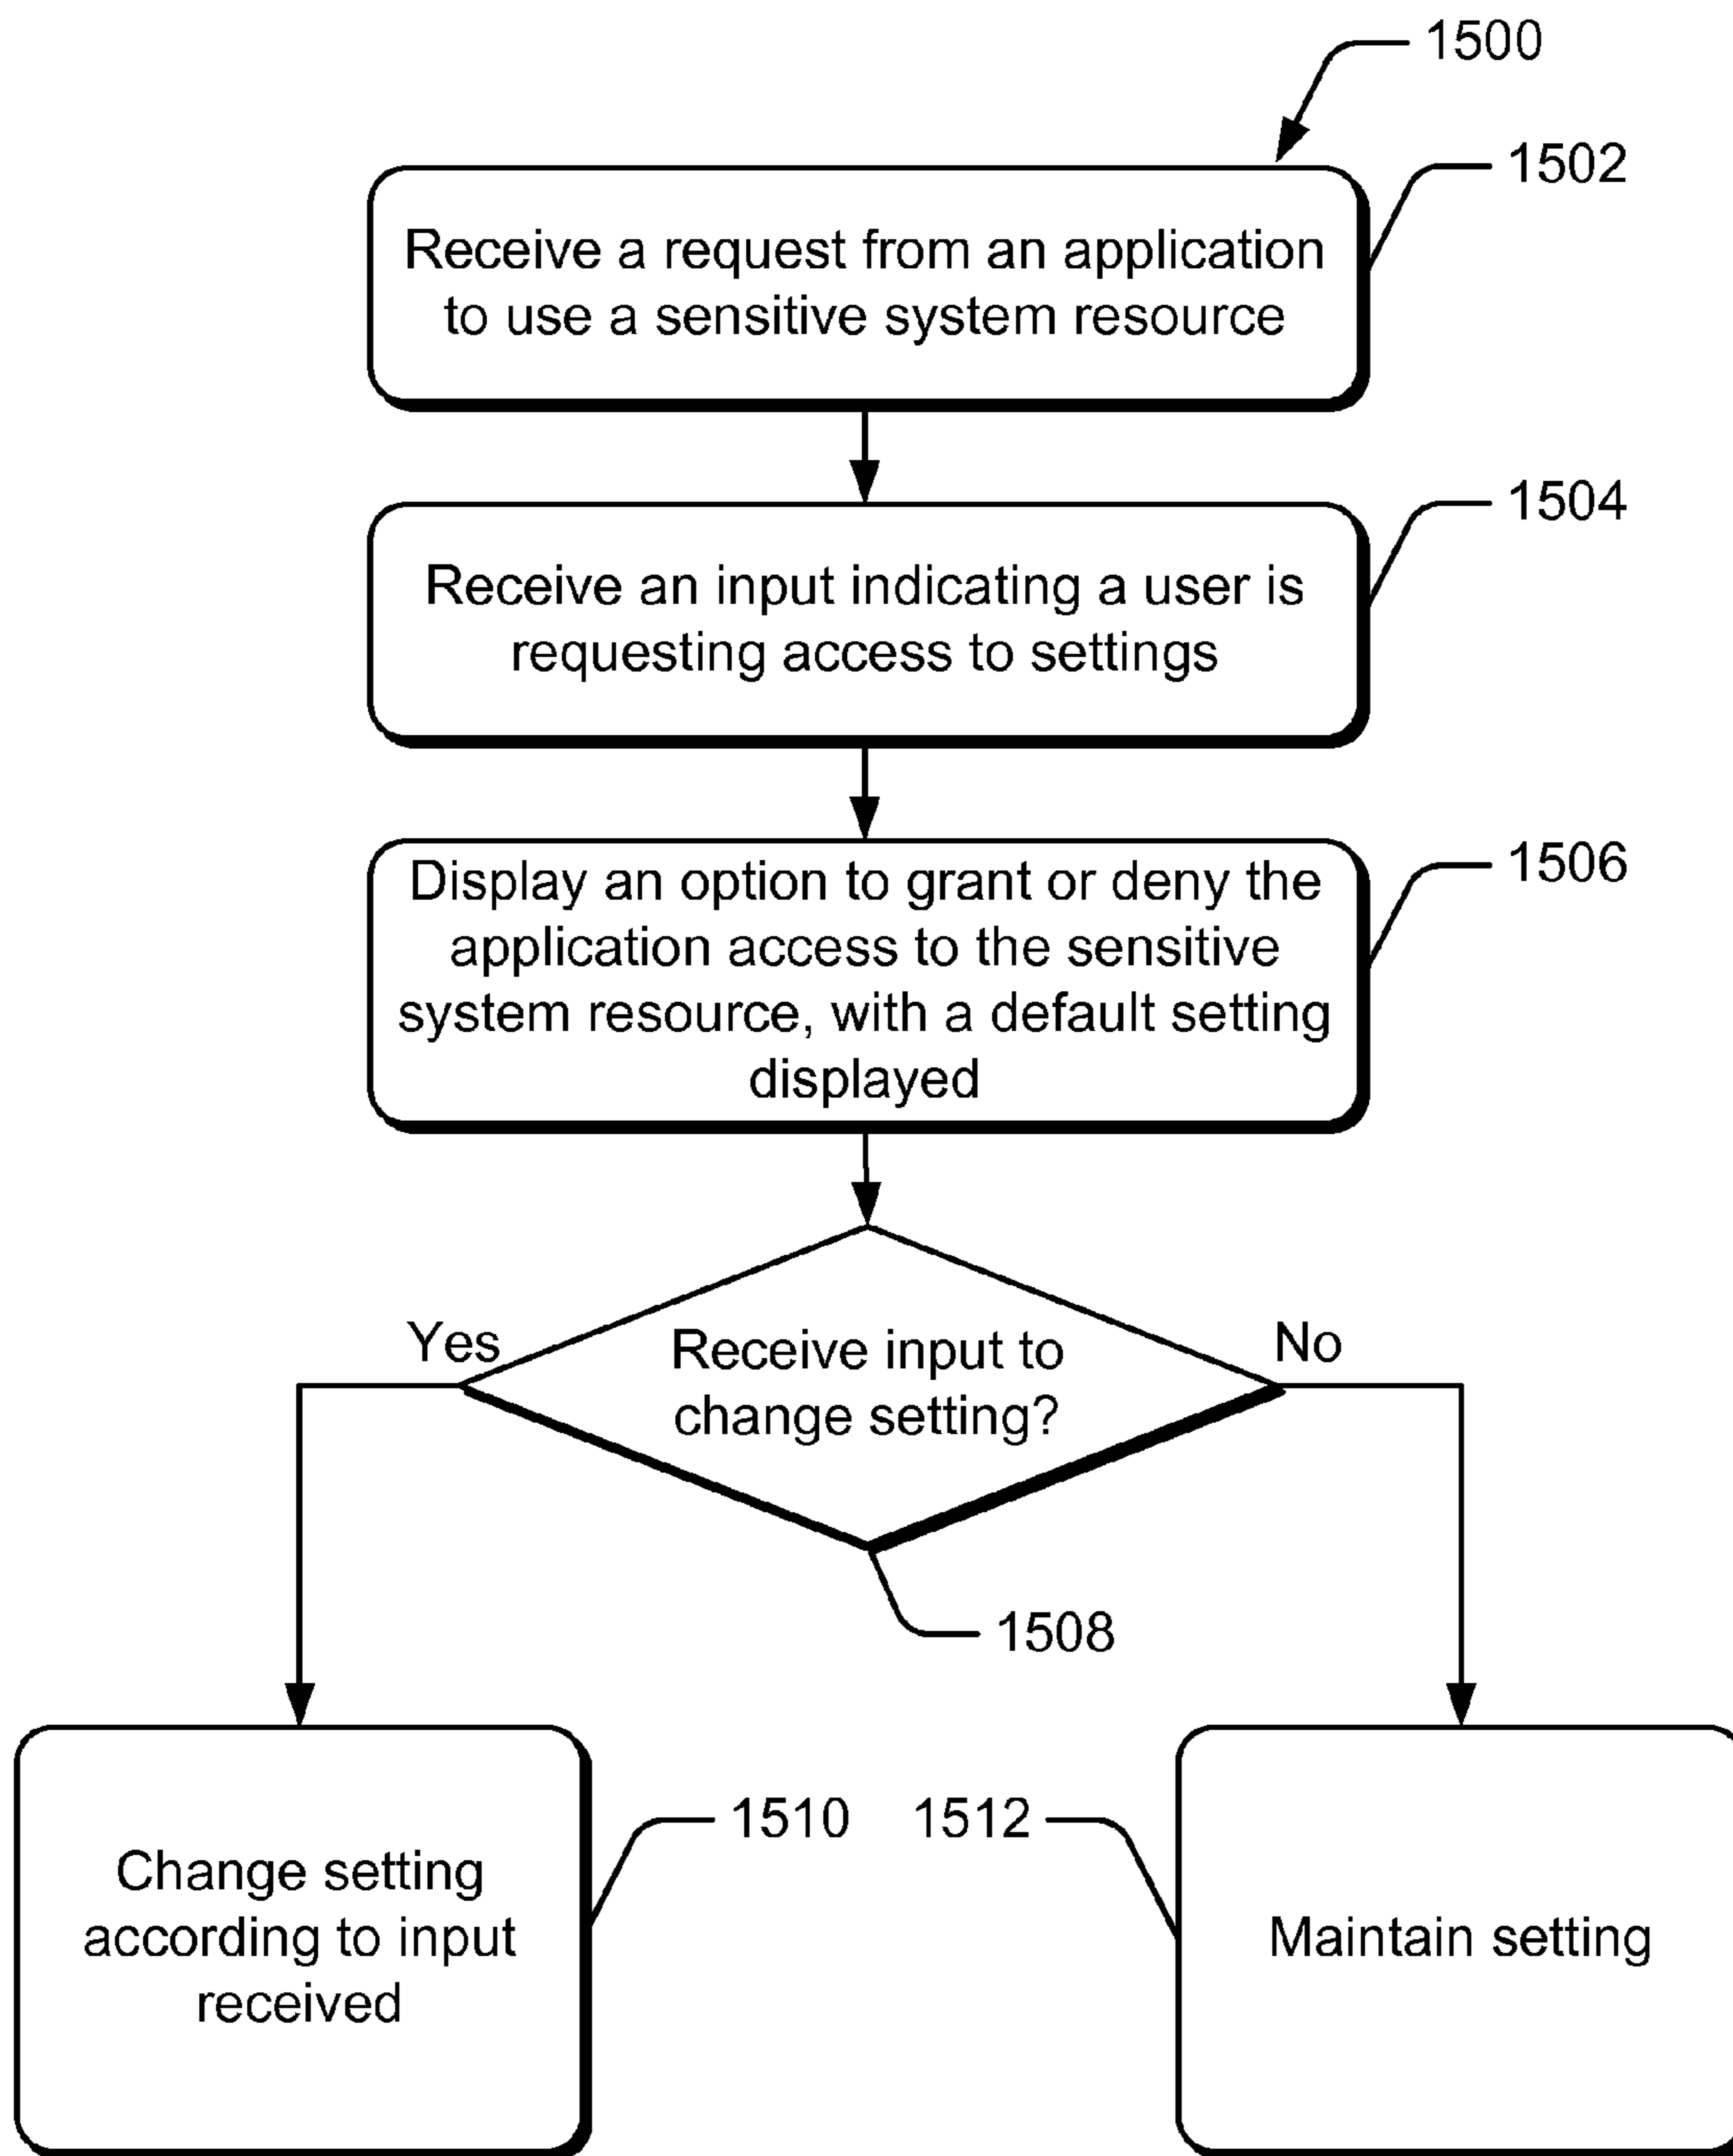 1500
1502
Receive a request from an application
to use a sensitive system resource
1504
Receive an input indicating a user is
requesting access to settings
1506
Display an option to grant or deny the
application access to the sensitive
system resource, with a default setting
displayed
Yes
No
Receive input to
change setting?
1508
1510
1512
Change setting
according to input
received
Maintain setting